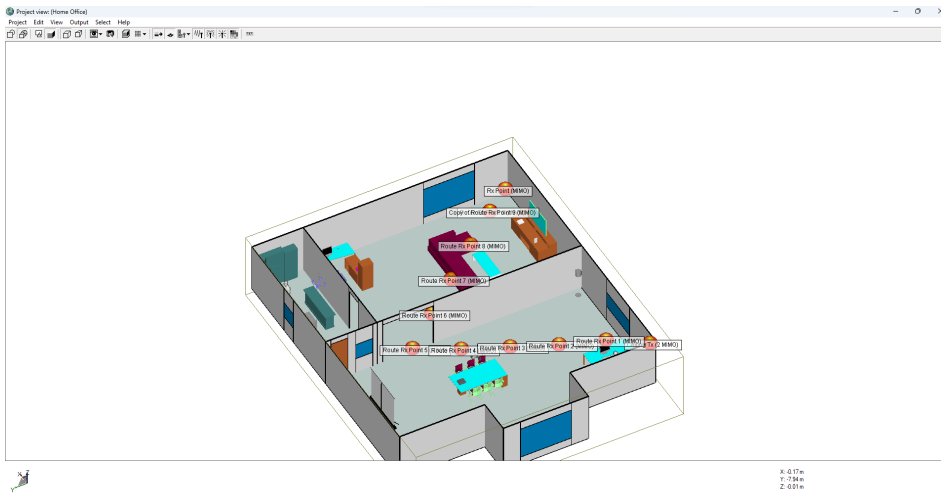 Project view: (Home Office)
Project Edit View Output Select Help
Rx Point (MIMO)
Copy of Route Rx Point 9 (MIMO)
Route Rx Point 8 (MIMO)
Route Rx Point 7 (MIMO)
Route Rx Point 6 (MIMO)
Route Rx Point 5
Route Rx Point 4
Route Rx Point 3
Route Rx Point 2
Route Rx Point 1 (MIMO)
Tx (2 MIMO)
X: -0.17 m
Y: -7.94 m
Z: -0.01 m
X
Z
Y